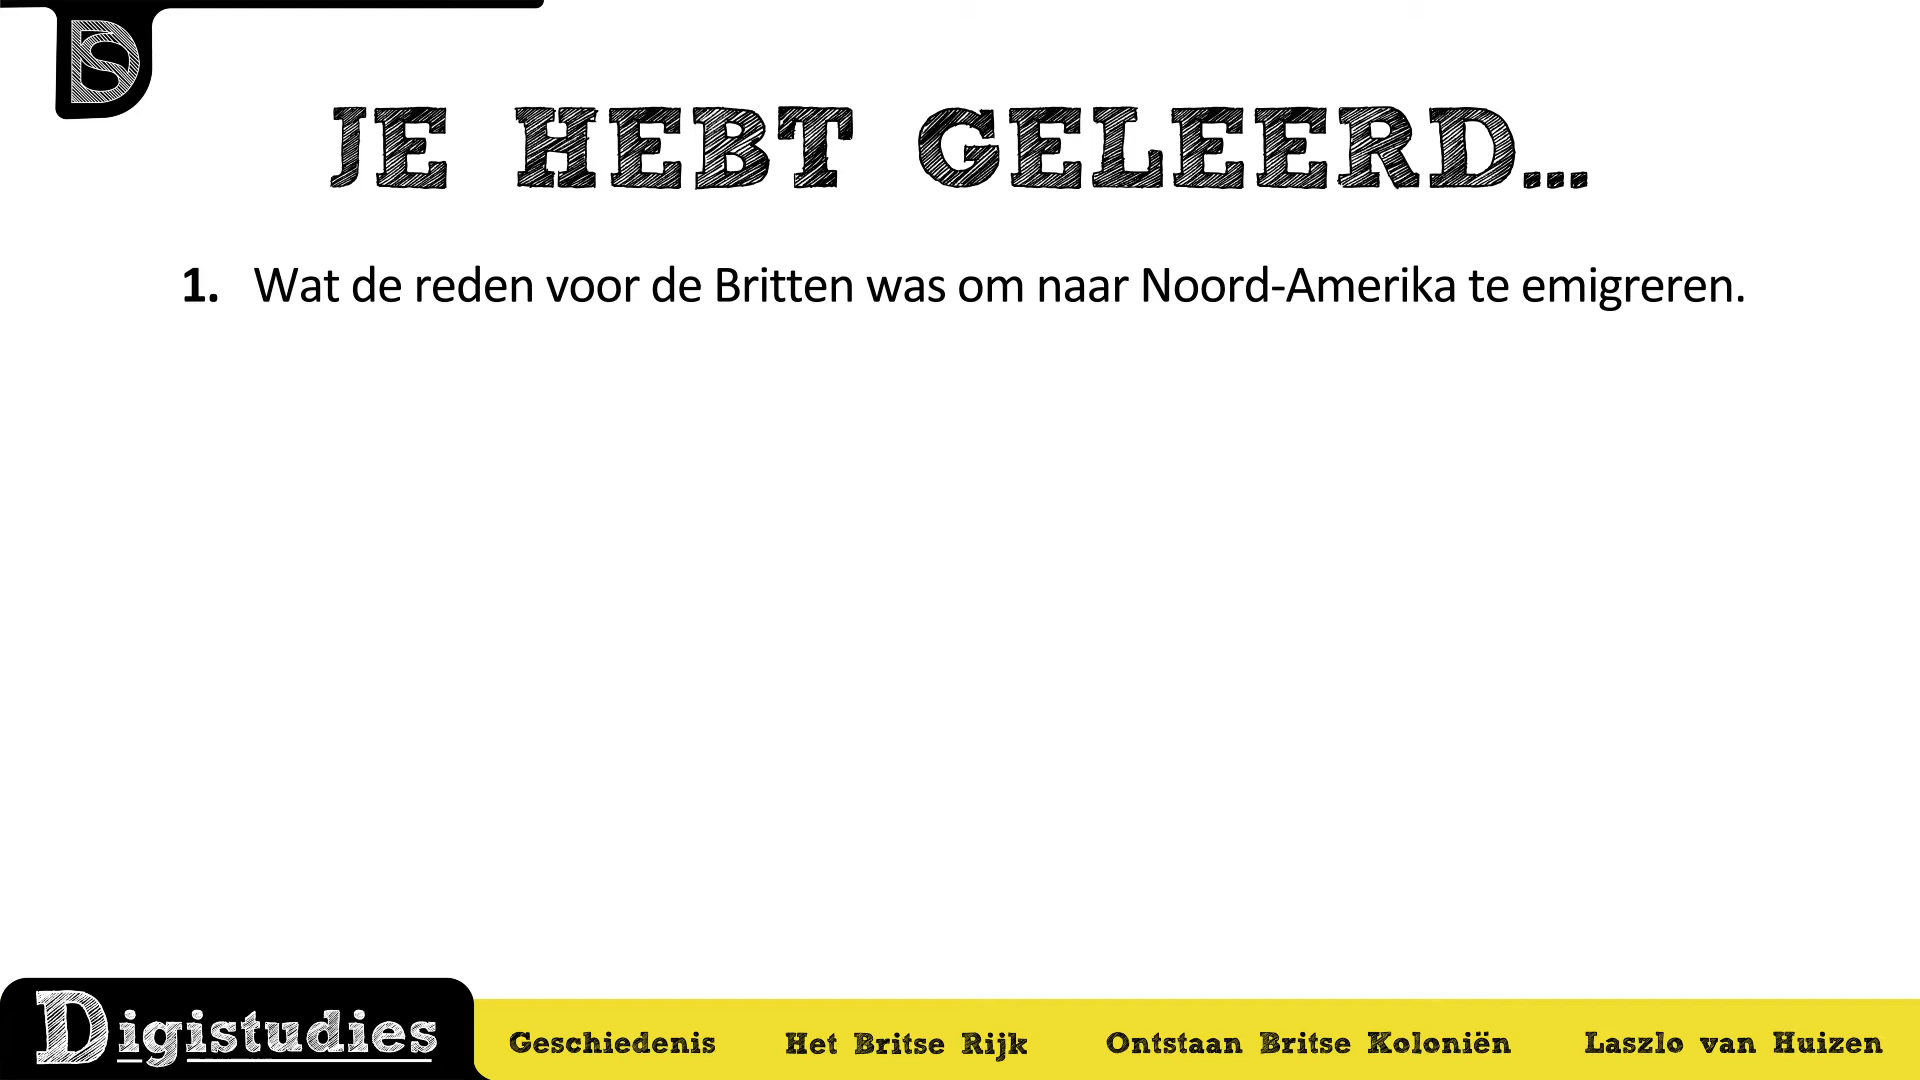 DS
JE HEBT GELEERD...
1. Wat de reden voor de Britten was om naar Noord-Amerika te emigreren.
Digistudies
Geschiedenis Het Britse Rijk Ontstaan Britse Koloniën Laszlo van Huizen